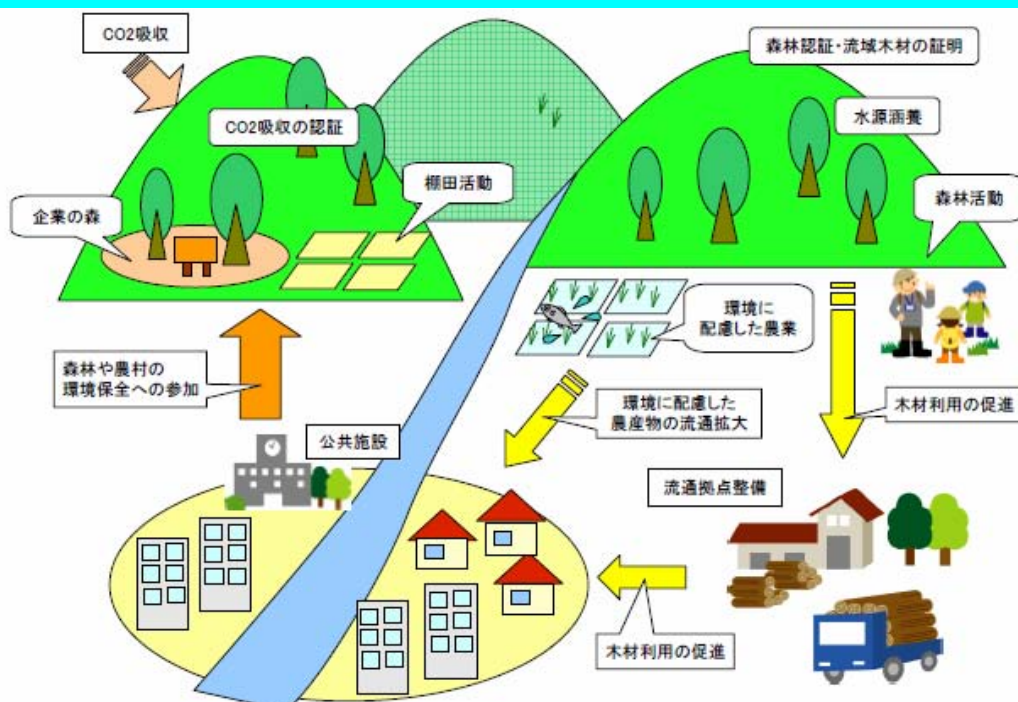 CO2吸収
森林認証・流域木材の証明
CO2吸収の認証
水源涵養
棚田活動
森林活動
企業の森
環境に
配慮した農業
森林や農村の
環境保全への参加
環境に配慮した
農産物の流通拡大
木材利用の促進
公共施設
流通拠点整備
木材利用の促進